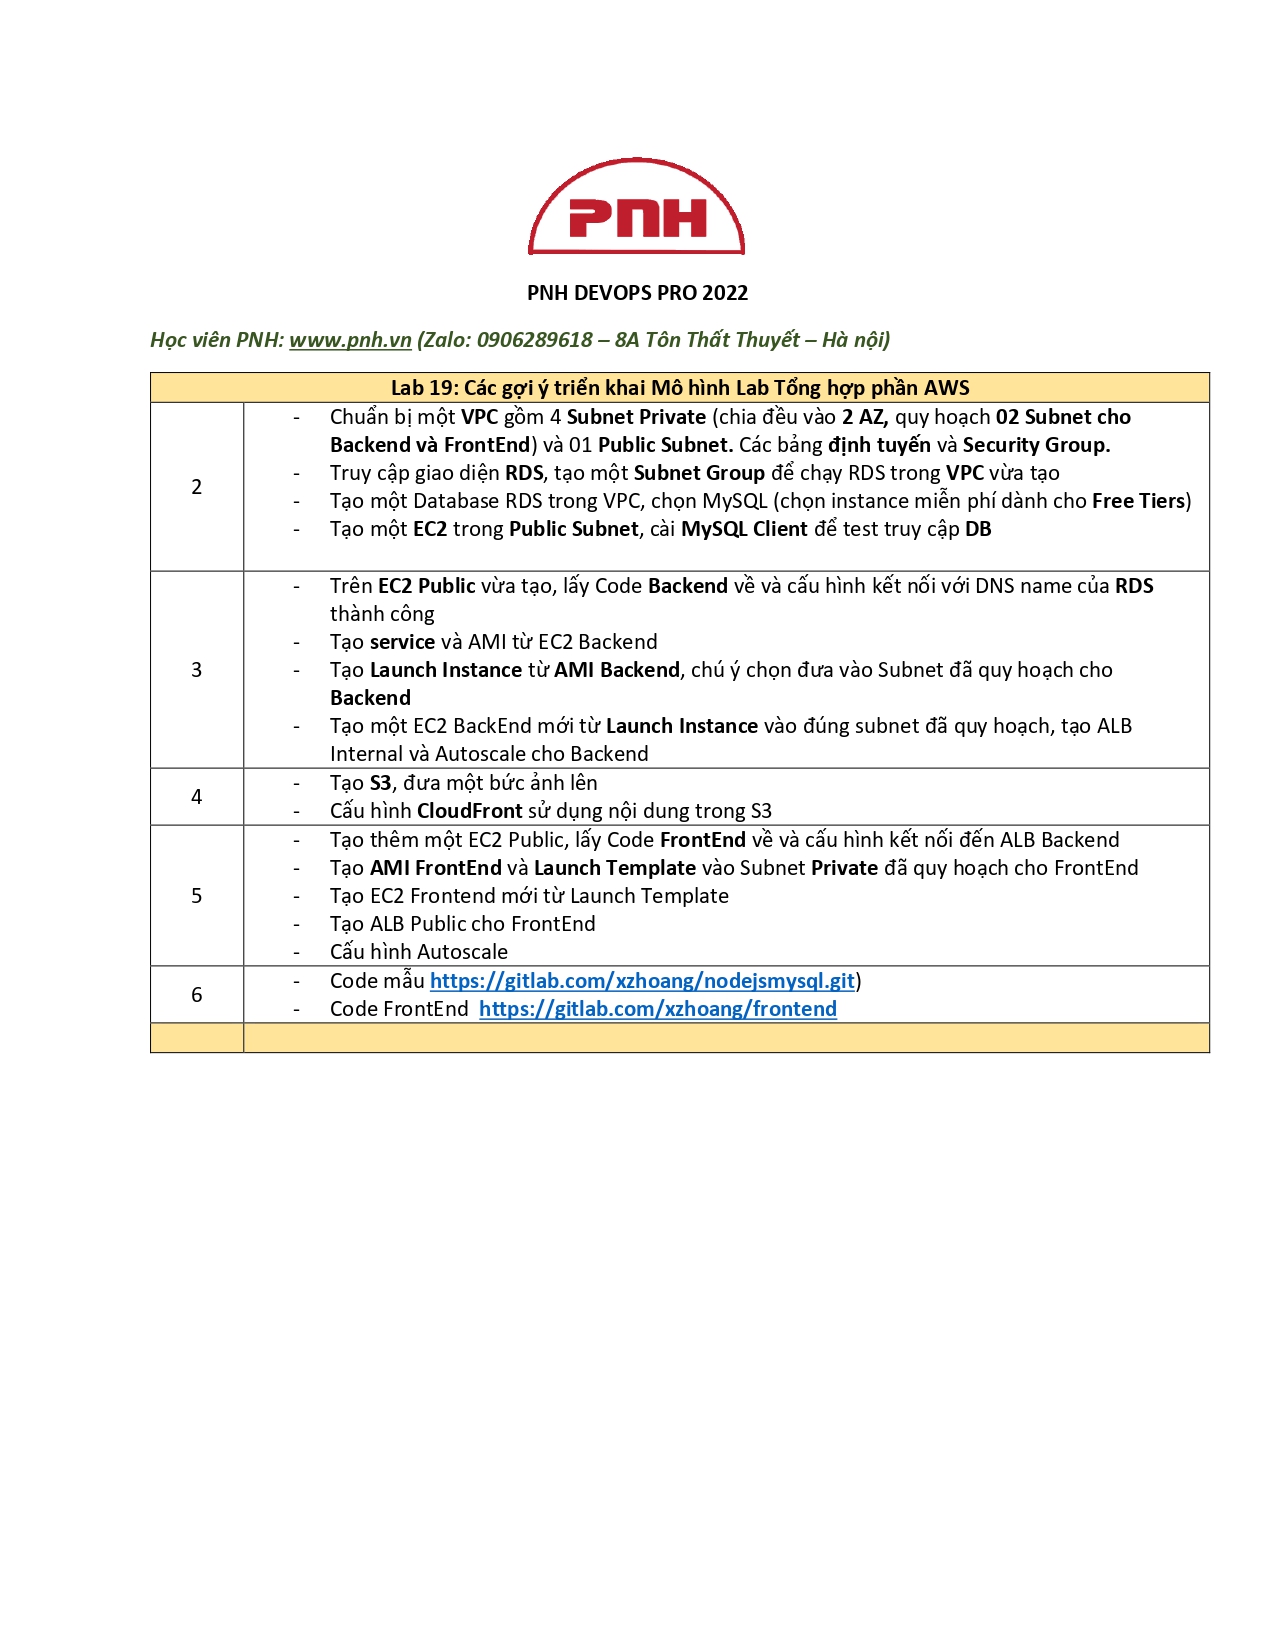 PNH
PNH DEVOPS PRO 2022
Học viên PNH: www.pnh.vn (Zalo: 0906289618 – 8A Tôn Thất Thuyết – Hà nội)
Lab 19: Các gợi ý triển khai Mô hình Lab Tổng hợp phần AWS
2
- Chuẩn bị một VPC gồm 4 Subnet Private (chia đều vào 2 AZ, quy hoạch 02 Subnet cho
Backend và FrontEnd) và 01 Public Subnet. Các bảng định tuyến và Security Group.
- Truy cập giao diện RDS, tạo một Subnet Group để chạy RDS trong VPC vừa tạo
- Tạo một Database RDS trong VPC, chọn MySQL (chọn instance miễn phí dành cho Free Tiers)
- Tạo một EC2 trong Public Subnet, cài MySQL Client để test truy cập DB
3
- Trên EC2 Public vừa tạo, lấy Code Backend về và cấu hình kết nối với DNS name của RDS
thành công
- Tạo service và AMI từ EC2 Backend
- Tạo Launch Instance từ AMI Backend, chú ý chọn đưa vào Subnet đã quy hoạch cho
Backend
- Tạo một EC2 BackEnd mới từ Launch Instance vào đúng subnet đã quy hoạch, tạo ALB
Internal và Autoscale cho Backend
4
- Tạo S3, đưa một bức ảnh lên
- Cấu hình CloudFront sử dụng nội dung trong S3
5
- Tạo thêm một EC2 Public, lấy Code FrontEnd về và cấu hình kết nối đến ALB Backend
- Tạo AMI FrontEnd và Launch Template vào Subnet Private đã quy hoạch cho FrontEnd
- Tạo EC2 Frontend mới từ Launch Template
- Tạo ALB Public cho FrontEnd
- Cấu hình Autoscale
6
- Code mẫu https://gitlab.com/xzhoang/nodejsmysql.git)
- Code FrontEnd https://gitlab.com/xzhoang/frontend